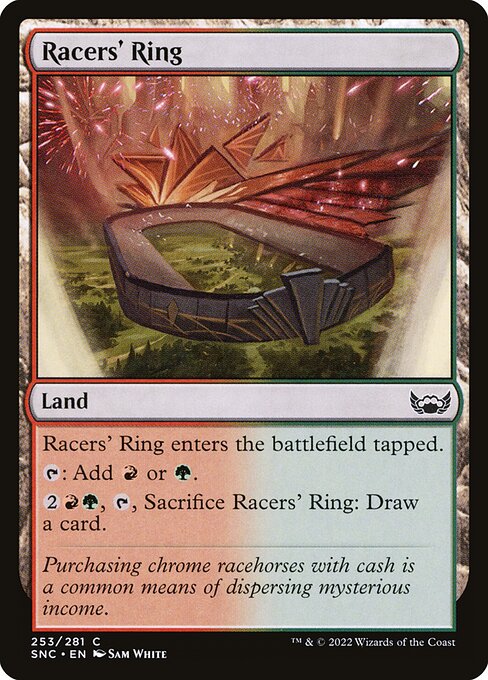 Racers' Ring
Land
Racers' Ring enters the battlefield tapped.
: Add or .
2, , Sacrifice Racers' Ring: Draw
a card.
Purchasing chrome racehorses with cash is
a common means of dispersing mysterious
income.
253/281 C
SNC • EN Sam White
™ & © 2022 Wizards of the Coast